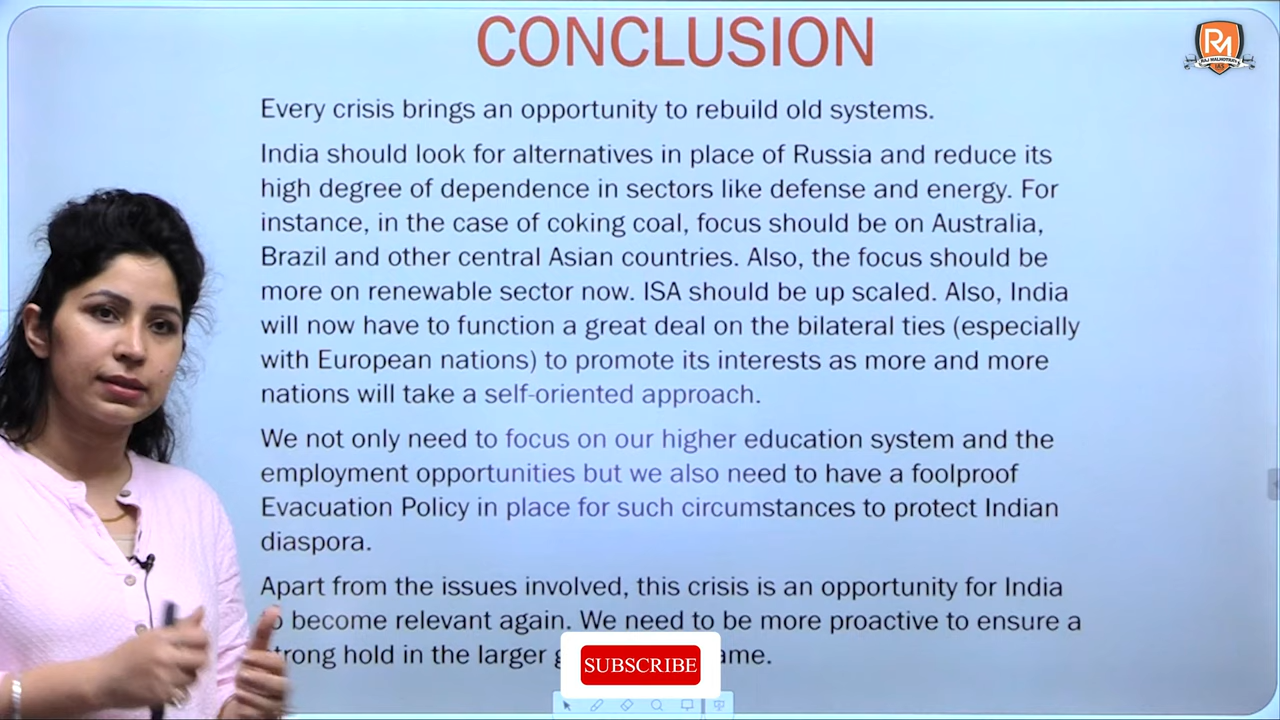 CONCLUSION
RM
RAJ MALHOTRA'S
IAS
Every crisis brings an opportunity to rebuild old systems.
India should look for alternatives in place of Russia and reduce its
high degree of dependence in sectors like defense and energy. For
instance, in the case of coking coal, focus should be on Australia,
Brazil and other central Asian countries. Also, the focus should be
more on renewable sector now. ISA should be up scaled. Also, India
will now have to function a great deal on the bilateral ties (especially
with European nations) to promote its interests as more and more
nations will take a self-oriented approach.
We not only need to focus on our higher education system and the
employment opportunities but we also need to have a foolproof
Evacuation Policy in place for such circumstances to protect Indian
diaspora.
Apart from the issues involved, this crisis is an opportunity for India
become relevant again. We need to be more proactive to ensure a
hold in the larger
SUBSCRIBE